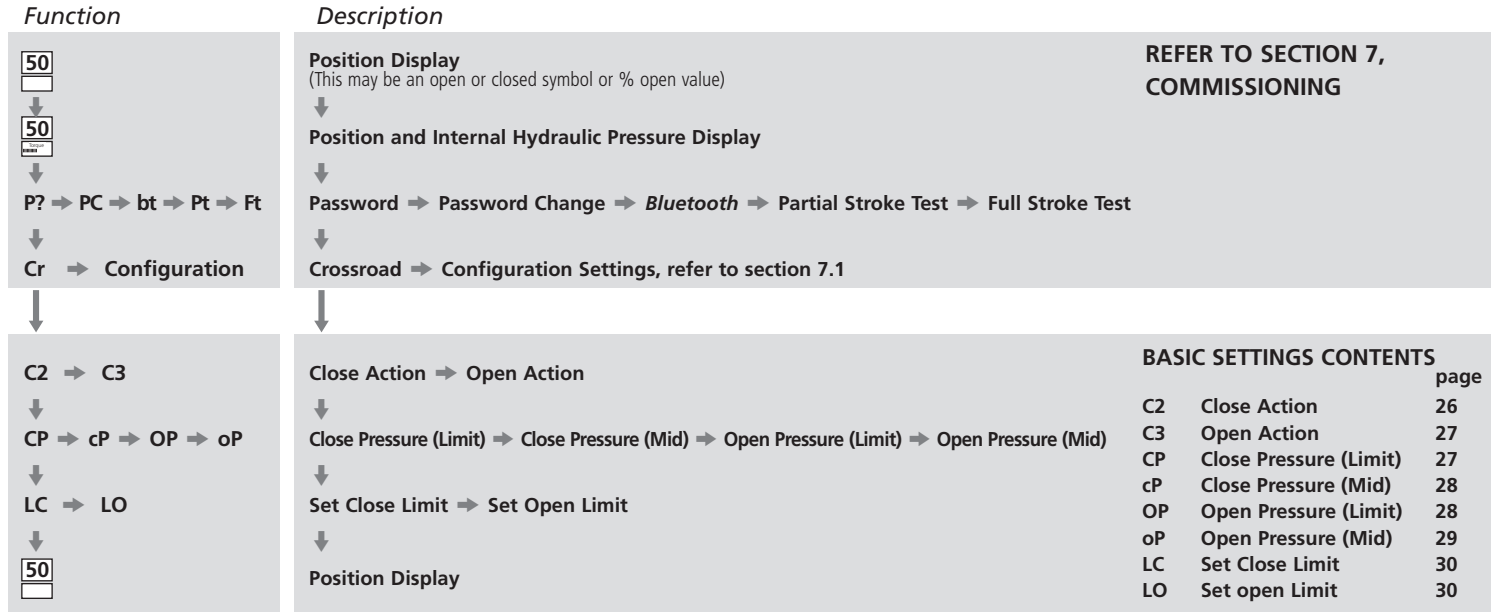 Function
Description
50
Position Display
(This may be an open or closed symbol or % open value)
REFER TO SECTION 7,
COMMISSIONING
50
Torque
Position and Internal Hydraulic Pressure Display
P? ➡ PC ➡ bt ➡ Pt ➡ Ft
Password ➡ Password Change ➡ Bluetooth ➡ Partial Stroke Test ➡ Full Stroke Test
Cr ➡ Configuration
Crossroad ➡ Configuration Settings, refer to section 7.1
C2 ➡ C3
Close Action ➡ Open Action
CP ➡ cP ➡ OP ➡ oP
Close Pressure (Limit) ➡ Close Pressure (Mid) ➡ Open Pressure (Limit) ➡ Open Pressure (Mid)
LC ➡ LO
Set Close Limit ➡ Set Open Limit
50
Position Display
BASIC SETTINGS CONTENTS
page
C2 Close Action 26
C3 Open Action 27
CP Close Pressure (Limit) 27
cP Close Pressure (Mid) 28
OP Open Pressure (Limit) 28
oP Open Pressure (Mid) 29
LC Set Close Limit 30
LO Set open Limit 30